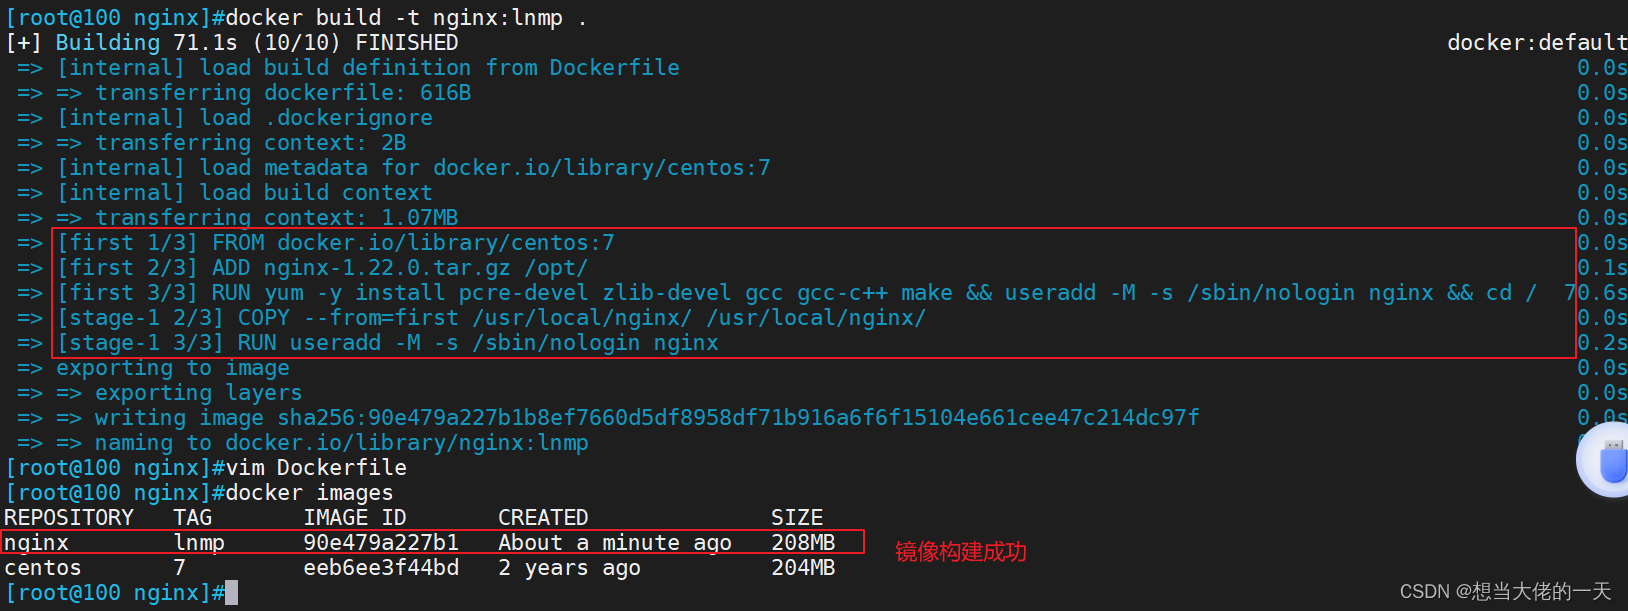 [root@100 nginx]#docker build -t nginx:lnmp .
[+] Building 71.1s (10/10) FINISHED docker:default
=> [internal] load build definition from Dockerfile 0.0s
=> => transferring dockerfile: 616B 0.0s
=> [internal] load .dockerignore 0.0s
=> => transferring context: 2B 0.0s
=> [internal] load metadata for docker.io/library/centos:7 0.0s
=> [internal] load build context 0.0s
=> => transferring context: 1.07MB 0.0s
=> [first 1/3] FROM docker.io/library/centos:7 0.0s
=> [first 2/3] ADD nginx-1.22.0.tar.gz /opt/ 0.1s
=> [first 3/3] RUN yum -y install pcre-devel zlib-devel gcc gcc-c++ make && useradd -M -s /sbin/nologin nginx && cd / 70.6s
=> [stage-1 2/3] COPY --from=first /usr/local/nginx/ /usr/local/nginx/ 0.0s
=> [stage-1 3/3] RUN useradd -M -s /sbin/nologin nginx 0.2s
=> exporting to image 0.0s
=> => exporting layers 0.0s
=> => writing image sha256:90e479a227b1b8ef7660d5df8958df71b916a6f6f15104e661cee47c214dc97f 0.0s
=> => naming to docker.io/library/nginx:lnmp
[root@100 nginx]#vim Dockerfile
[root@100 nginx]#docker images
REPOSITORY TAG IMAGE ID CREATED SIZE
nginx lnmp 90e479a227b1 About a minute ago 208MB 镜像构建成功
centos 7 eeb6ee3f44bd 2 years ago 204MB
[root@100 nginx]#
CSDN @想当大佬的一天